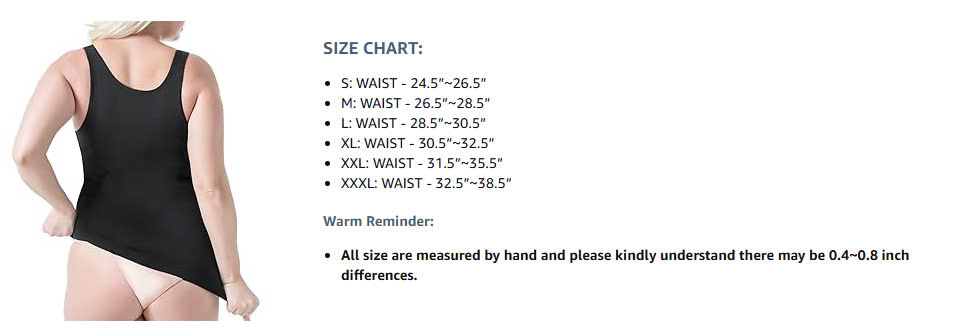 SIZE CHART:
• S: WAIST - 24.5”~26.5”
• M: WAIST - 26.5”~28.5”
• L: WAIST - 28.5”~30.5”
• XL: WAIST - 30.5”~32.5”
• XXL: WAIST - 31.5”~35.5”
• XXXL: WAIST - 32.5”~38.5”
Warm Reminder:
• All size are measured by hand and please kindly understand there may be 0.4~0.8 inch
differences.